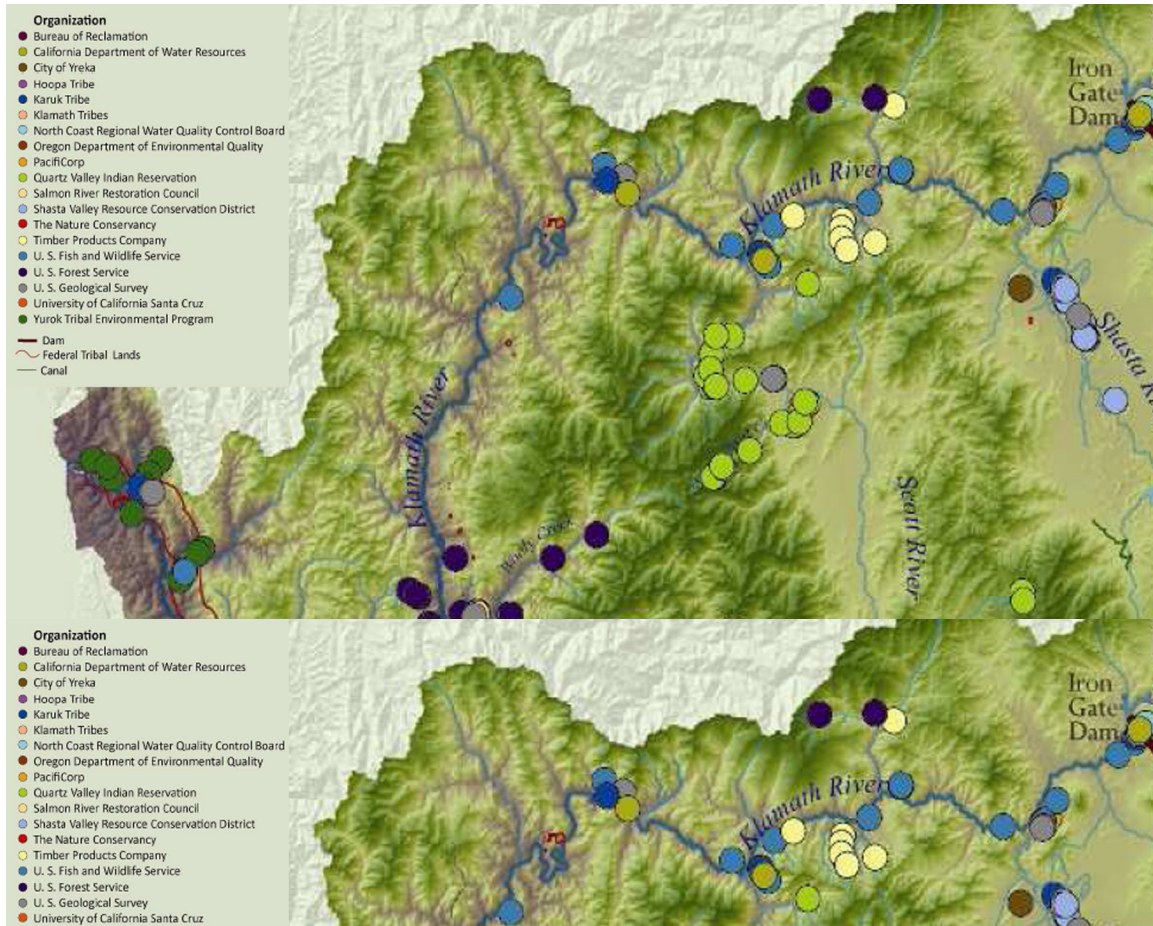 Organization
Bureau of Reclamation
California Department of Water Resources
City of Yreka
Hoopa Tribe
Karuk Tribe
Klamath Tribes
North Coast Regional Water Quality Control Board
Oregon Department of Environmental Quality
PacifiCorp
Quartz Valley Indian Reservation
Salmon River Restoration Council
Shasta Valley Resource Conservation District
The Nature Conservancy
Timber Products Company
U. S. Fish and Wildlife Service
U. S. Forest Service
U. S. Geological Survey
University of California Santa Cruz
Yurok Tribal Environmental Program
Dam
Federal Tribal Lands
Canal
Iron
Gate
Dam
Klamath River
Shasta
Klamath River
Scott River
Wooly Creek
Organization
Bureau of Reclamation
California Department of Water Resources
City of Yreka
Hoopa Tribe
Karuk Tribe
Klamath Tribes
North Coast Regional Water Quality Control Board
Oregon Department of Environmental Quality
PacifiCorp
Quartz Valley Indian Reservation
Salmon River Restoration Council
Shasta Valley Resource Conservation District
The Nature Conservancy
Timber Products Company
U. S. Fish and Wildlife Service
U. S. Forest Service
U. S. Geological Survey
University of California Santa Cruz
Iron
Gate
Dam
Klamath River